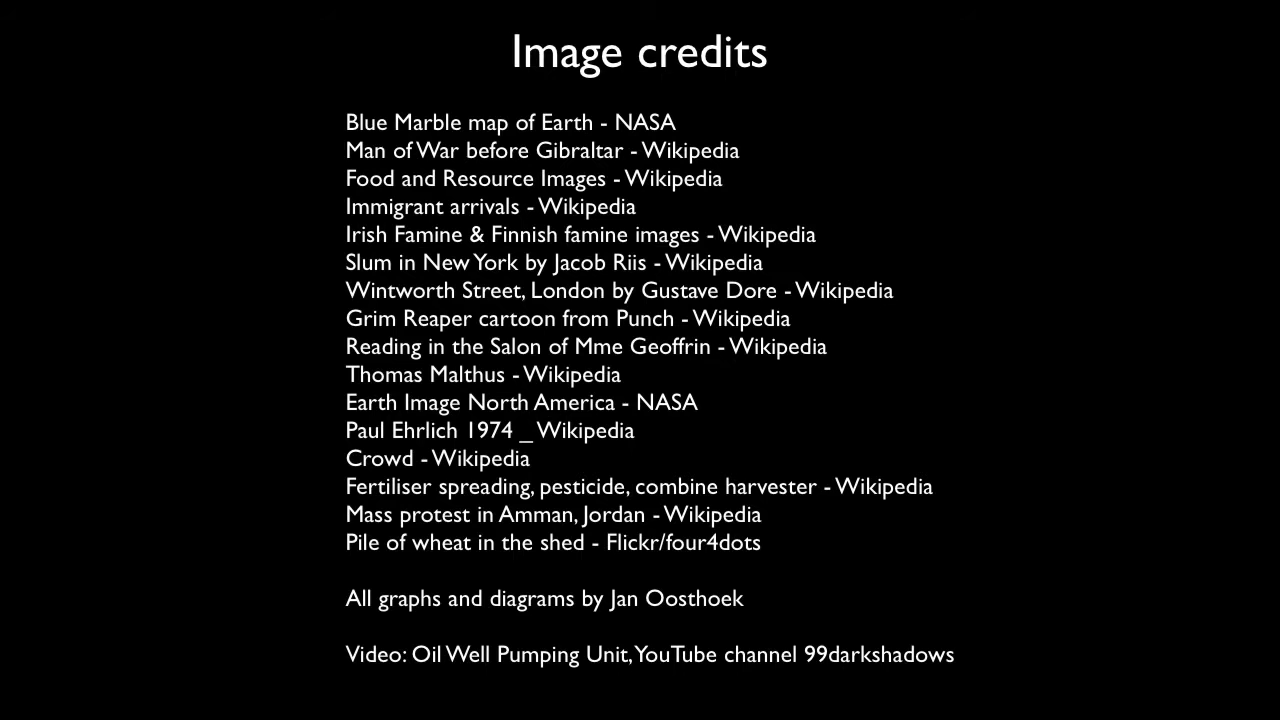 Image credits
Blue Marble map of Earth - NASA
Man of War before Gibraltar - Wikipedia
Food and Resource Images - Wikipedia
Immigrant arrivals - Wikipedia
Irish Famine & Finnish famine images - Wikipedia
Slum in New York by Jacob Riis - Wikipedia
Wintworth Street, London by Gustave Dore - Wikipedia
Grim Reaper cartoon from Punch - Wikipedia
Reading in the Salon of Mme Geoffrin - Wikipedia
Thomas Malthus - Wikipedia
Earth Image North America - NASA
Paul Ehrlich 1974 _ Wikipedia
Crowd - Wikipedia
Fertiliser spreading, pesticide, combine harvester - Wikipedia
Mass protest in Amman, Jordan - Wikipedia
Pile of wheat in the shed - Flickr/four4dots
All graphs and diagrams by Jan Oosthoek
Video: Oil Well Pumping Unit, YouTube channel 99darkshadows